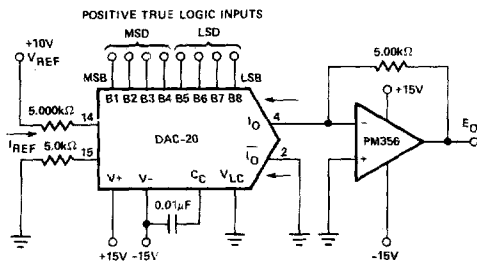 POSITIVE TRUE LOGIC INPUTS
MSD LSD
+10V
VREF
MSB LSB
B1 B2 B3 B4 B5 B6 B7 B8
5.000kΩ
14
IREF
5.0kΩ
15
DAC-20
IO
4
IO
2
V+ V- CC VLC
0.01μF
+15V -15V
5.00kΩ
+15V
-
PM356
+
EO
-15V